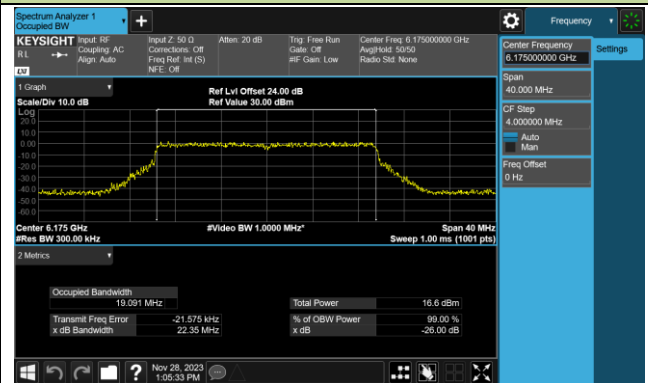 Spectrum Analyzer 1
Occupied BW
Frequency
KEYSIGHT
RL
LXI
Input: RF
Coupling: AC
Align: Auto
Input Z: 50 Ω
Corrections: Off
Freq Ref: Int (S)
NFE: Off
Atten: 20 dB
Trig: Free Run
Gate: Off
#IF Gain: Low
Center Freq: 6.175000000 GHz
Avg|Hold: 50/50
Radio Std: None
Center Frequency
6.175000000 GHz
Settings
Span
40.000 MHz
CF Step
4.000000 MHz
Auto
Man
Freq Offset
0 Hz
1 Graph
Scale/Div 10.0 dB
Ref Lvl Offset 24.00 dB
Ref Value 30.00 dBm
Log
20.0
10.0
0.00
-10.0
-20.0
-30.0
-40.0
-50.0
-60.0
Center 6.175 GHz
#Res BW 300.00 kHz
#Video BW 1.0000 MHz*
Span 40 MHz
Sweep 1.00 ms (1001 pts)
2 Metrics
Occupied Bandwidth
19.091 MHz
Total Power 16.6 dBm
Transmit Freq Error -21.575 kHz
% of OBW Power 99.00 %
x dB Bandwidth 22.35 MHz
x dB -26.00 dB
?
Nov 28, 2023
1:05:33 PM